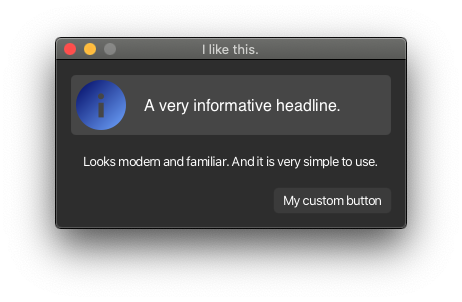 I like this.
A very informative headline.
Looks modern and familiar. And it is very simple to use.
My custom button